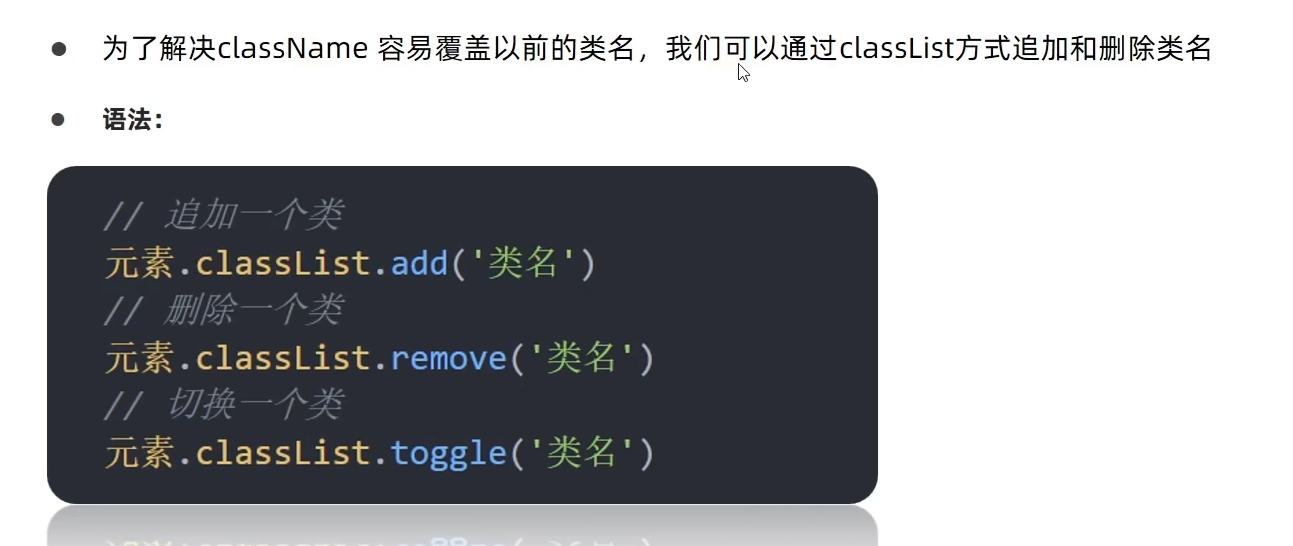 为了解决className 容易覆盖以前的类名，我们可以通过classList方式追加和删除类名
语法：
// 追加一个类
元素.classList.add('类名')
// 删除一个类
元素.classList.remove('类名')
// 切换一个类
元素.classList.toggle('类名')